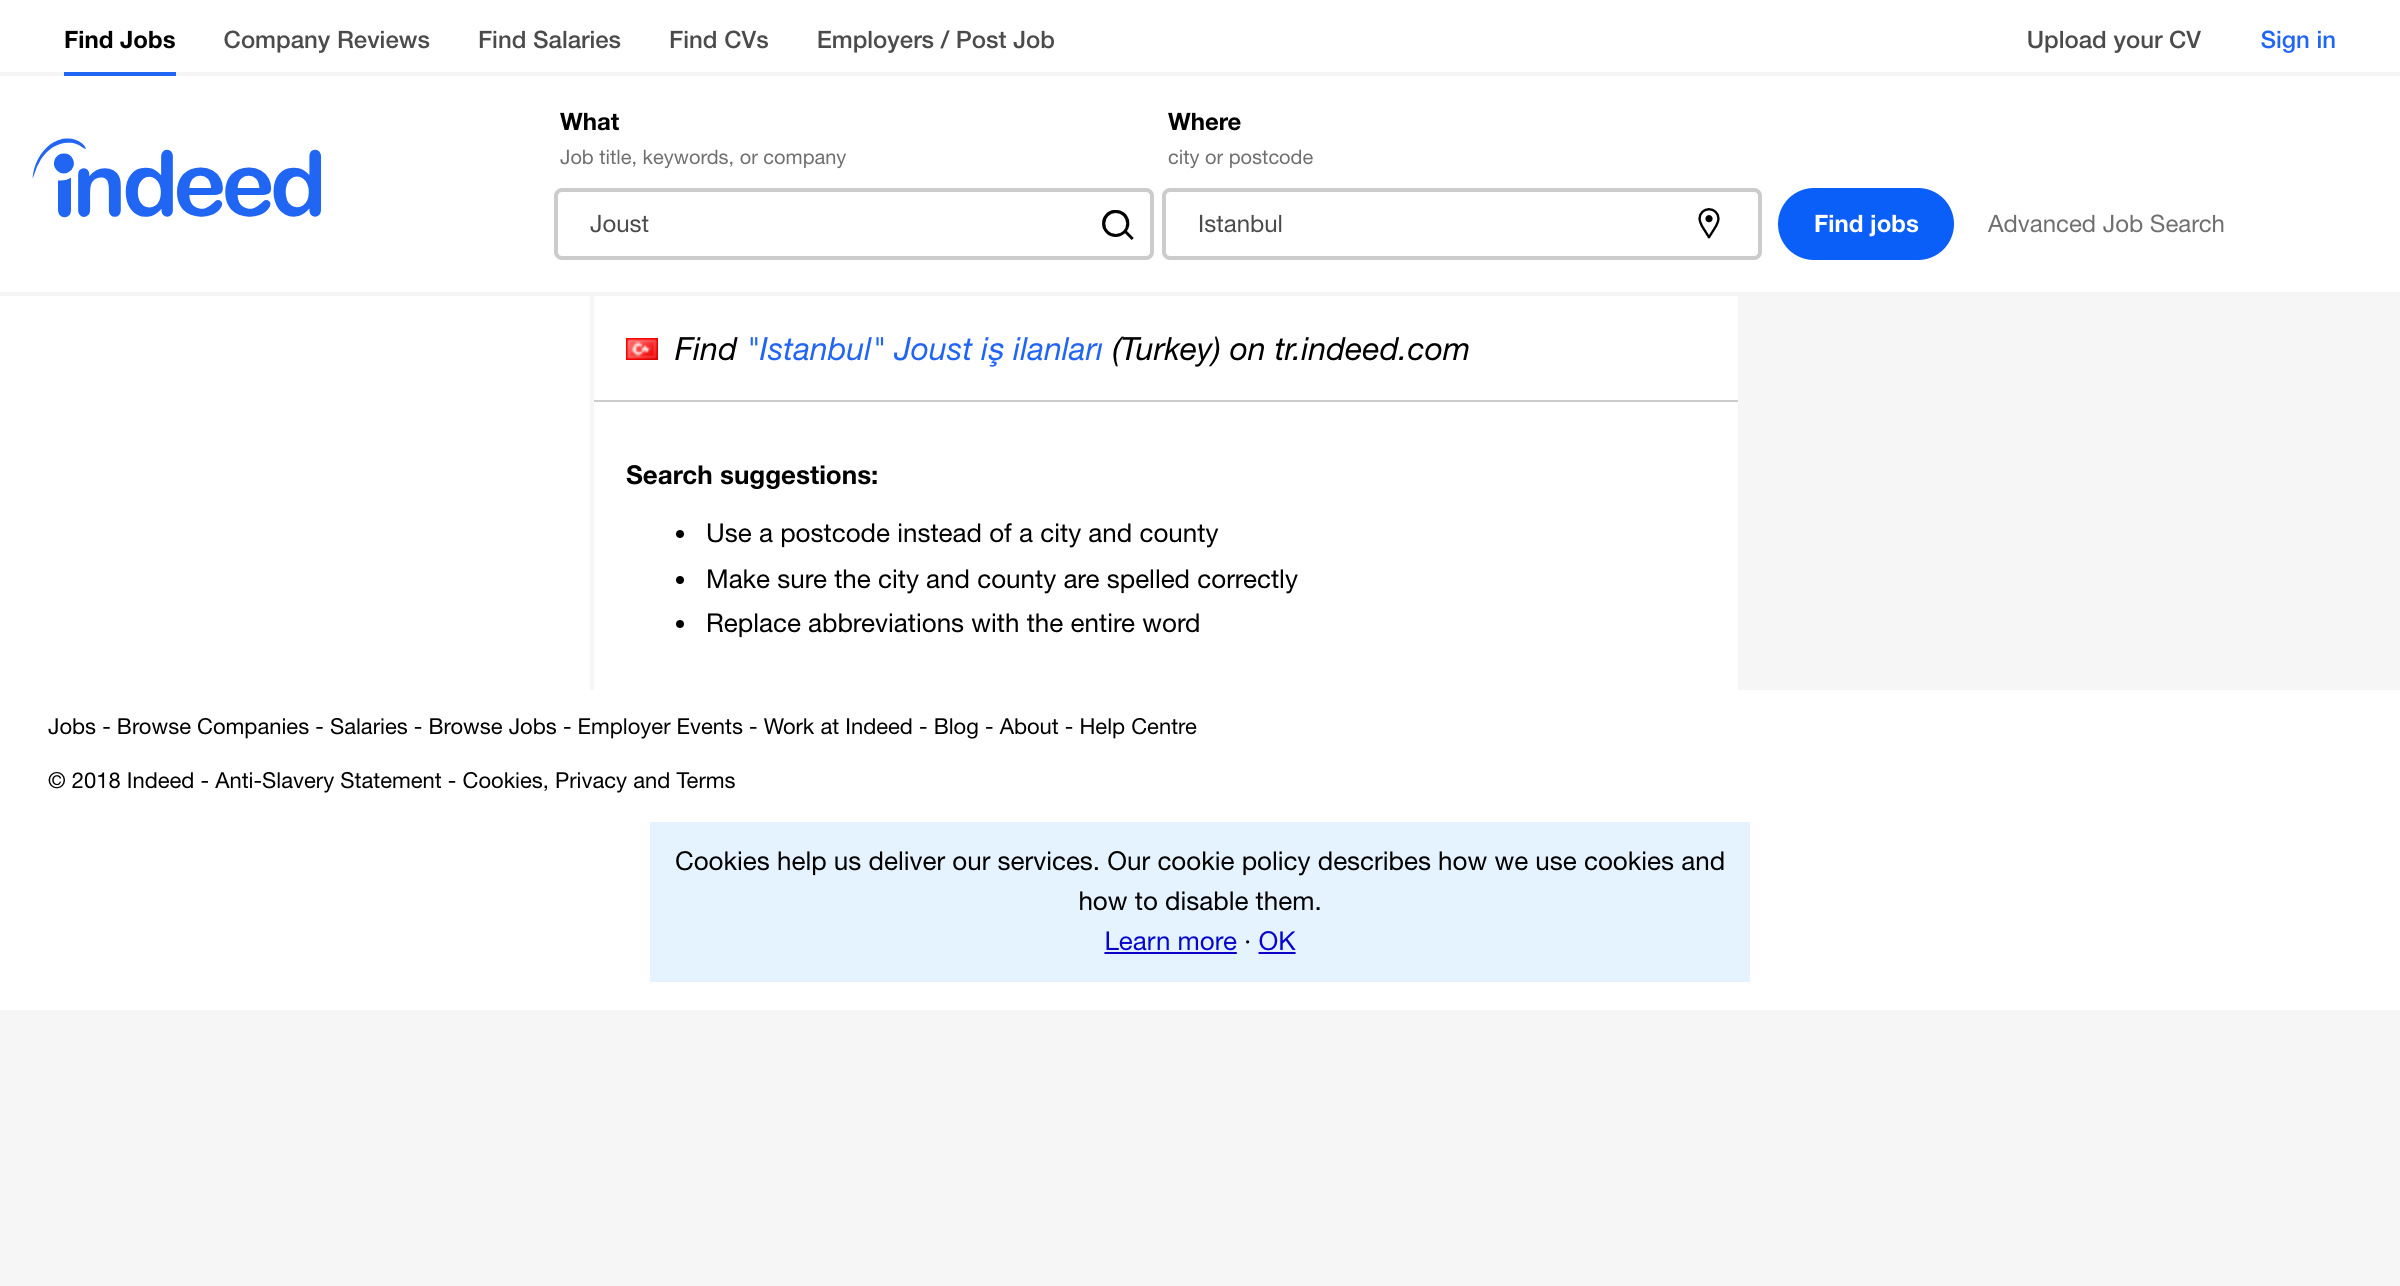 Find Jobs Company Reviews Find Salaries Find CVs Employers / Post Job Upload your CV Sign in
indeed
What
Job title, keywords, or company
Joust
Where
city or postcode
Istanbul
Find jobs
Advanced Job Search
Find "Istanbul" Joust iş ilanları (Turkey) on tr.indeed.com
Search suggestions:
• Use a postcode instead of a city and county
• Make sure the city and county are spelled correctly
• Replace abbreviations with the entire word
Jobs - Browse Companies - Salaries - Browse Jobs - Employer Events - Work at Indeed - Blog - About - Help Centre
© 2018 Indeed - Anti-Slavery Statement - Cookies, Privacy and Terms
Cookies help us deliver our services. Our cookie policy describes how we use cookies and
how to disable them.
Learn more · OK